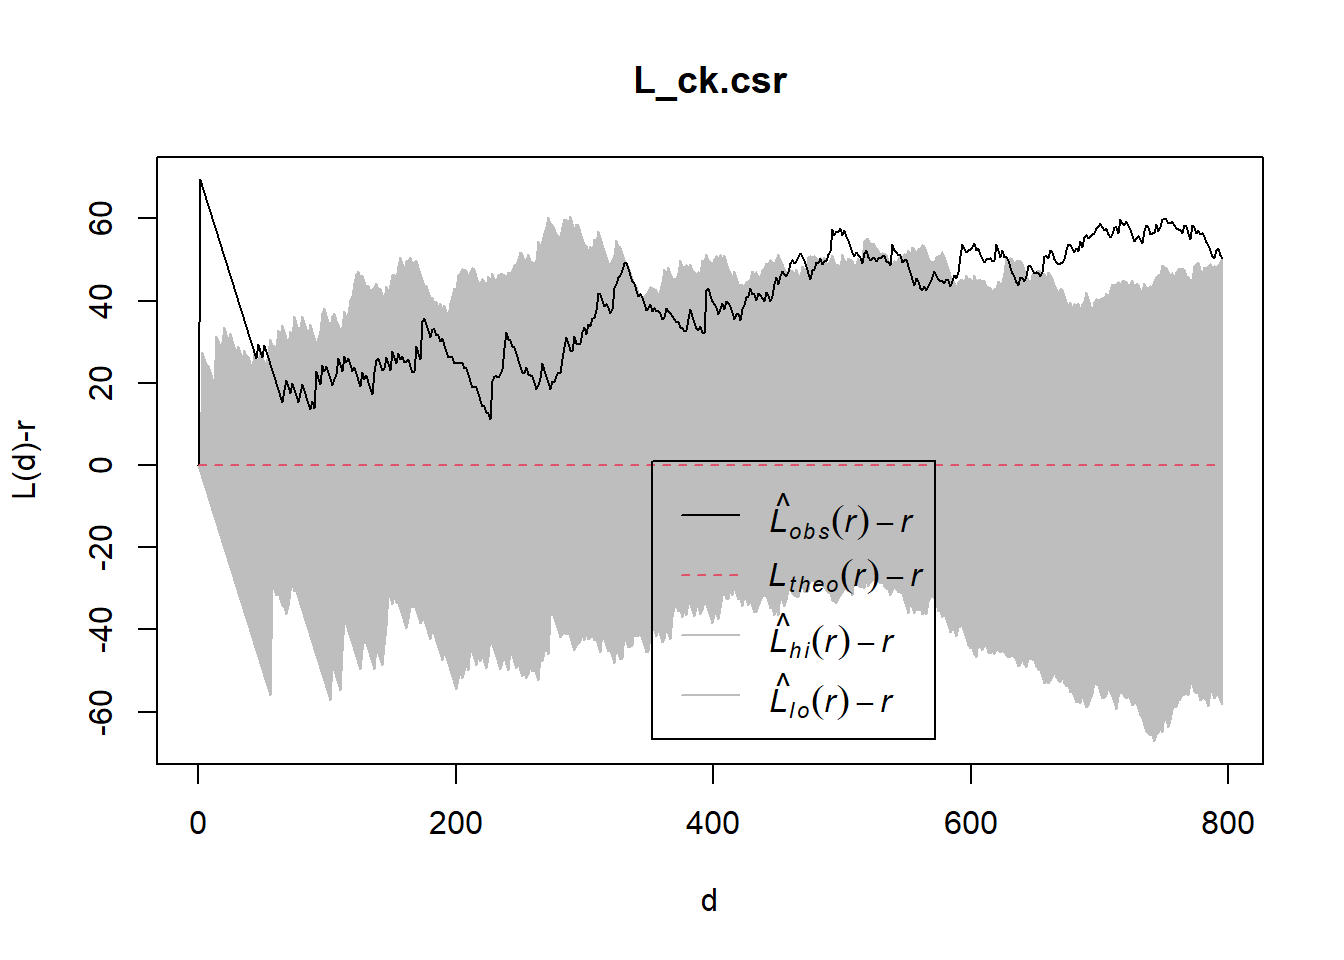 L_ck.csr
L(d)-r
60
40
20
0
-20
-40
-60
L̂obs(r) − r
Ltheo(r) − r
L̂hi(r) − r
L̂lo(r) − r
0 200 400 600 800
d